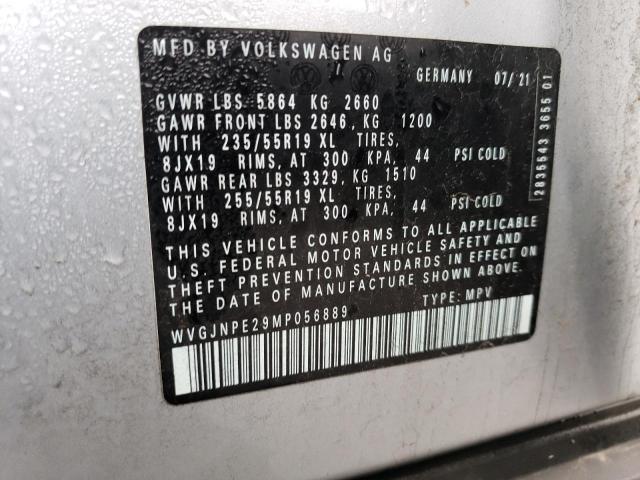 MFD BY VOLKSWAGEN AG
GERMANY 07/21
GVWR LBS 5864 KG 2660
GAWR FRONT LBS 2646, KG 1200
WITH 235/55R19 XL TIRES,
8JX19 RIMS, AT 300 KPA, 44 PSI COLD
GAWR REAR LBS 3329, KG 1510
WITH 255/55R19 XL TIRES,
8JX19 RIMS, AT 300 KPA, 44 PSI COLD
THIS VEHICLE CONFORMS TO ALL APPLICABLE
U.S. FEDERAL MOTOR VEHICLE SAFETY AND
THEFT PREVENTION STANDARDS IN EFFECT ON
THE DATE OF MANUFACTURE SHOWN ABOVE.
WVGJNPE29MP056889 TYPE: MPV
2835543 3655 01